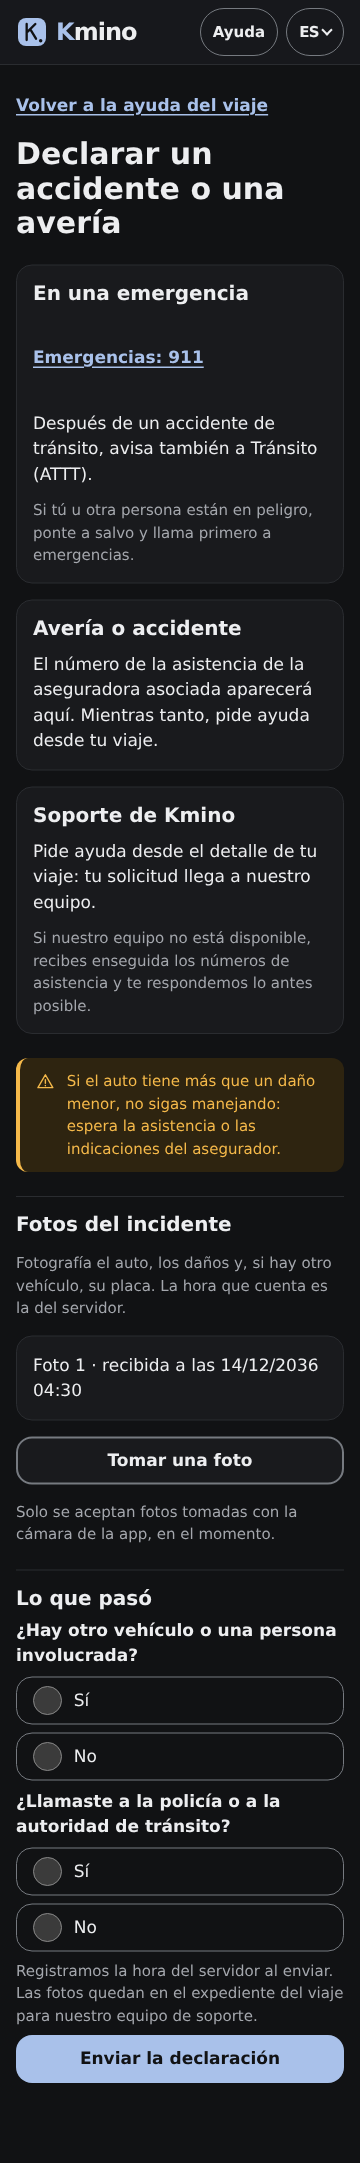 K. Kmino
Ayuda
ES
Volver a la ayuda del viaje
Declarar un
accidente o una
avería
En una emergencia
Emergencias: 911
Después de un accidente de
tránsito, avisa también a Tránsito
(ATTT).
Si tú u otra persona están en peligro,
ponte a salvo y llama primero a
emergencias.
Avería o accidente
El número de la asistencia de la
aseguradora asociada aparecerá
aquí. Mientras tanto, pide ayuda
desde tu viaje.
Soporte de Kmino
Pide ayuda desde el detalle de tu
viaje: tu solicitud llega a nuestro
equipo.
Si nuestro equipo no está disponible,
recibes enseguida los números de
asistencia y te respondemos lo antes
posible.
Si el auto tiene más que un daño
menor, no sigas manejando:
espera la asistencia o las
indicaciones del asegurador.
Fotos del incidente
Fotografía el auto, los daños y, si hay otro
vehículo, su placa. La hora que cuenta es
la del servidor.
Foto 1 · recibida a las 14/12/2036
04:30
Tomar una foto
Solo se aceptan fotos tomadas con la
cámara de la app, en el momento.
Lo que pasó
¿Hay otro vehículo o una persona
involucrada?
Sí
No
¿Llamaste a la policía o a la
autoridad de tránsito?
Sí
No
Registramos la hora del servidor al enviar.
Las fotos quedan en el expediente del viaje
para nuestro equipo de soporte.
Enviar la declaración